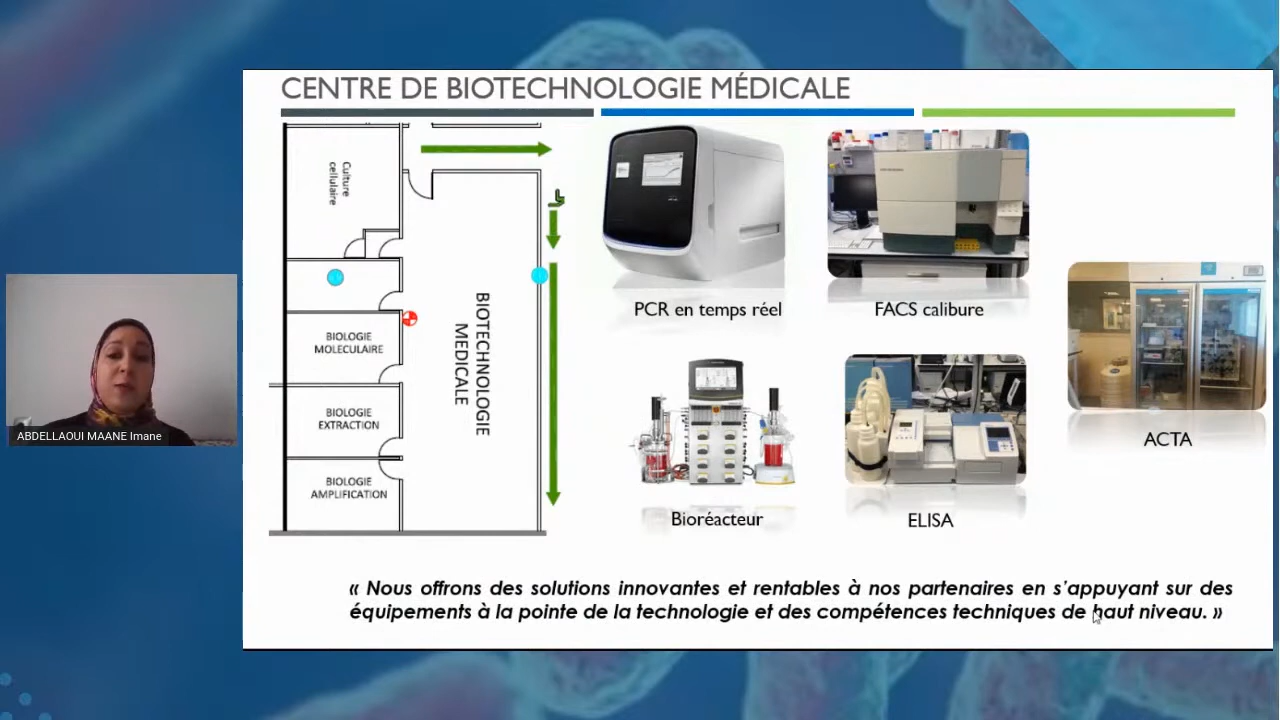 CENTRE DE BIOTECHNOLOGIE MÉDICALE
Culture
cellulaire
BIOLOGIE
MOLECULAIRE
BIOLOGIE
EXTRACTION
BIOLOGIE
AMPLIFICATION
BIOTECHNOLOGIE
MEDICALE
PCR en temps réel
FACS calibure
ACTA
Bioréacteur
ELISA
ABDELLAOUI MAANE Imane
« Nous offrons des solutions innovantes et rentables à nos partenaires en s’appuyant sur des
équipements à la pointe de la technologie et des compétences techniques de haut niveau. »